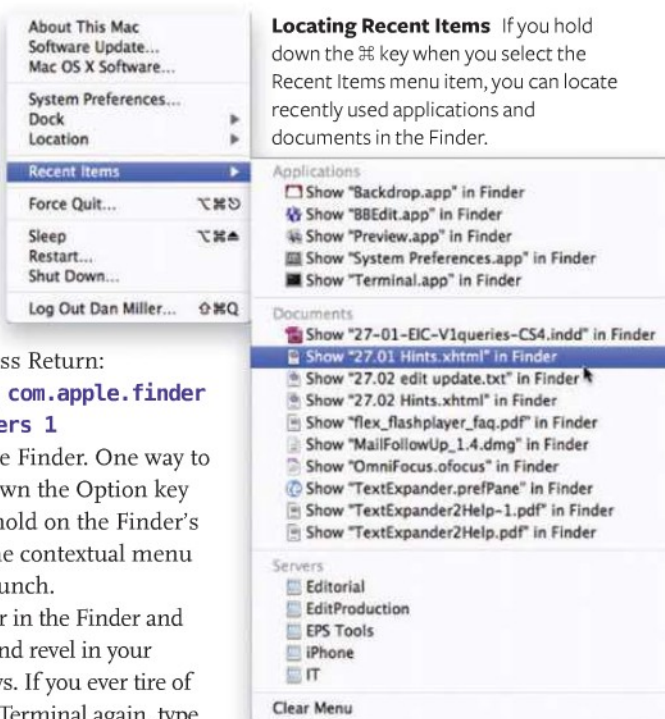 About This Mac
Software Update...
Mac OS X Software...
System Preferences...
Dock
Location
Recent Items
Force Quit... ⌥⌘⎋
Sleep ⌥⌘⏏
Restart...
Shut Down...
Log Out Dan Miller... ⇧⌘Q
Locating Recent Items If you hold
down the ⌘ key when you select the
Recent Items menu item, you can locate
recently used applications and
documents in the Finder.
Applications
Show "Backdrop.app" in Finder
Show "BBEdit.app" in Finder
Show "Preview.app" in Finder
Show "System Preferences.app" in Finder
Show "Terminal.app" in Finder
Documents
Show "27-01-EIC-V1queries-CS4.indd" in Finder
Show "27.01 Hints.xhtml" in Finder
Show "27.02 edit update.txt" in Finder
Show "27.02 Hints.xhtml" in Finder
Show "flex_flashplayer_faq.pdf" in Finder
Show "MailFollowUp_1.4.dmg" in Finder
Show "OmniFocus.ofocus" in Finder
Show "TextExpander.prefPane" in Finder
Show "TextExpander2Help-1.pdf" in Finder
Show "TextExpander2Help.pdf" in Finder
Servers
Editorial
EditProduction
EPS Tools
iPhone
IT
Clear Menu
ss Return:
com.apple.finder
ers 1
e Finder. One way to
wn the Option key
hold on the Finder's
ne contextual menu
unch.
r in the Finder and
nd revel in your
vs. If you ever tire of
Terminal again, type